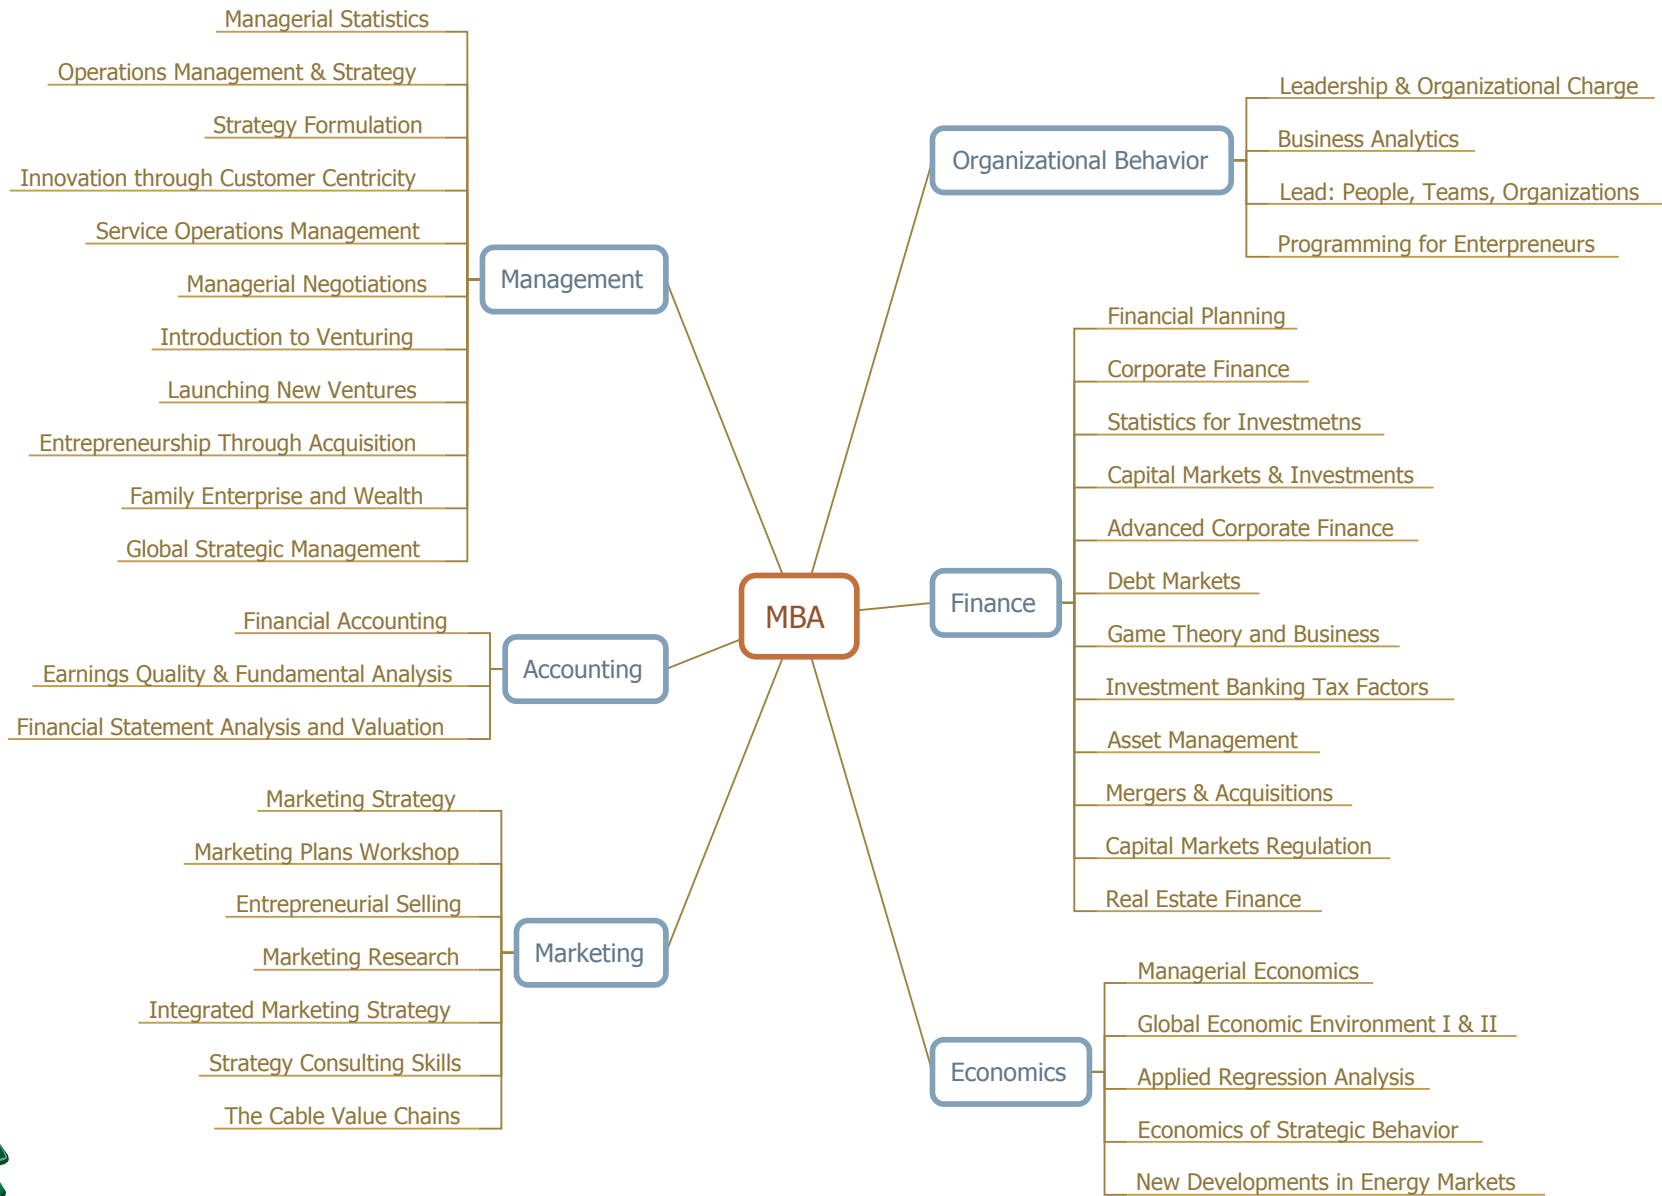 MBA
Management
Managerial Statistics
Operations Management & Strategy
Strategy Formulation
Innovation through Customer Centricity
Service Operations Management
Managerial Negotiations
Introduction to Venturing
Launching New Ventures
Entrepreneurship Through Acquisition
Family Enterprise and Wealth
Global Strategic Management
Accounting
Financial Accounting
Earnings Quality & Fundamental Analysis
Financial Statement Analysis and Valuation
Marketing
Marketing Strategy
Marketing Plans Workshop
Entrepreneurial Selling
Marketing Research
Integrated Marketing Strategy
Strategy Consulting Skills
The Cable Value Chains
Organizational Behavior
Leadership & Organizational Charge
Business Analytics
Lead: People, Teams, Organizations
Programming for Enterpreneurs
Finance
Financial Planning
Corporate Finance
Statistics for Investmetns
Capital Markets & Investments
Advanced Corporate Finance
Debt Markets
Game Theory and Business
Investment Banking Tax Factors
Asset Management
Mergers & Acquisitions
Capital Markets Regulation
Real Estate Finance
Economics
Managerial Economics
Global Economic Environment I & II
Applied Regression Analysis
Economics of Strategic Behavior
New Developments in Energy Markets